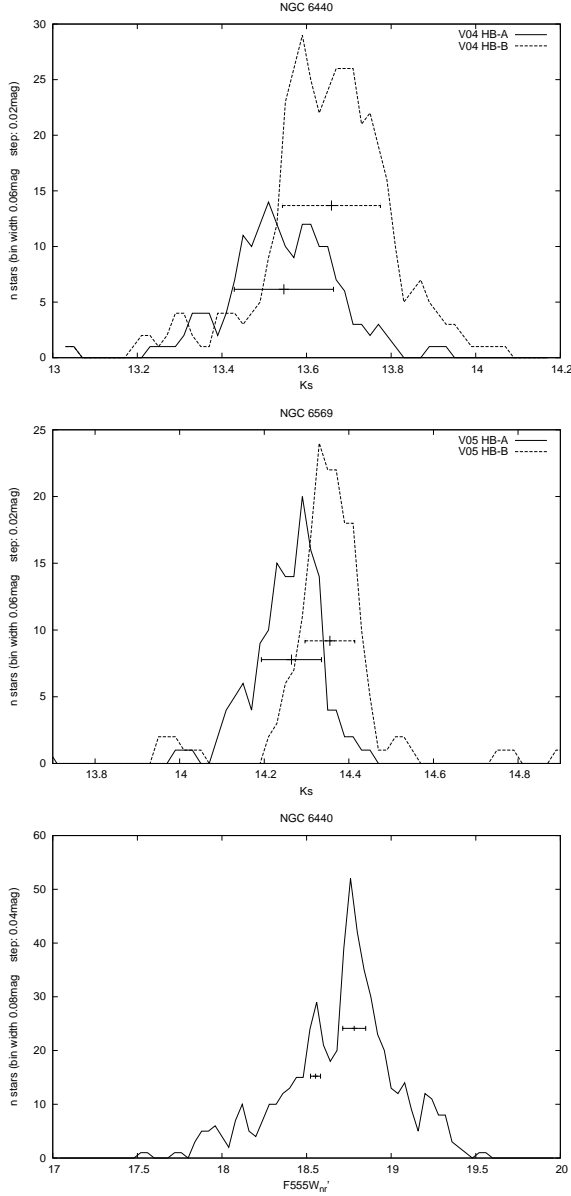 NGC 6440
V04 HB-A
V04 HB-B
n stars (bin width 0.06mag step: 0.02mag)
30
25
20
15
10
5
0
13 13.2 13.4 13.6 13.8 14 14.2
Ks
NGC 6569
V05 HB-A
V05 HB-B
n stars (bin width 0.06mag step: 0.02mag)
25
20
15
10
5
0
13.8 14 14.2 14.4 14.6 14.8
Ks
NGC 6440
n stars (bin width 0.08mag step: 0.04mag)
60
50
40
30
20
10
0
17 17.5 18 18.5 19 19.5 20
F555Wnr'